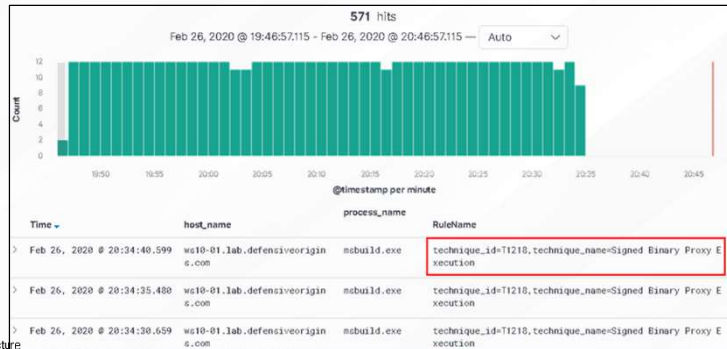 571 hits
Feb 26, 2020 @ 19:46:57.115 - Feb 26, 2020 @ 20:46:57.115 — Auto
Count
12
10
8
6
4
2
0
19:50 19:55 20:00 20:05 20:10 20:15 20:20 20:25 20:30 20:35 20:40 20:45
@timestamp per minute
Time host_name process_name RuleName
Feb 26, 2020 @ 20:34:40.599 ws10-01.lab.defensiveorigin msbuild.exe technique_id=T1218,technique_name=Signed Binary Proxy E
s.com xecution
Feb 26, 2020 @ 20:34:35.480 ws10-01.lab.defensiveorigin msbuild.exe technique_id=T1218,technique_name=Signed Binary Proxy E
s.com xecution
Feb 26, 2020 @ 20:34:30.659 ws10-01.lab.defensiveorigin msbuild.exe technique_id=T1218,technique_name=Signed Binary Proxy E
s.com xecution